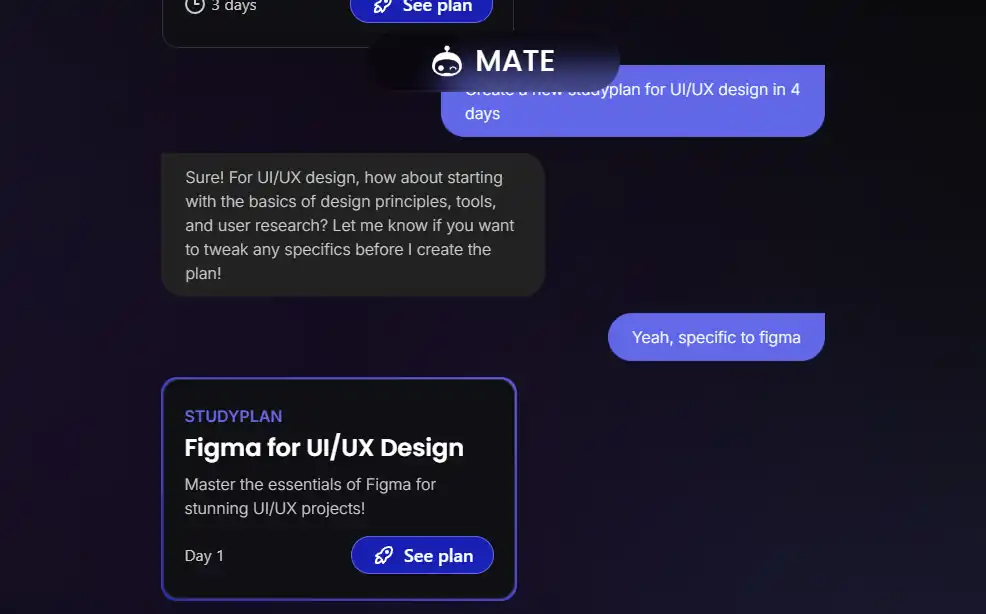 3 days
See plan
MATE
Create a new studyplan for UI/UX design in 4
days
Sure! For UI/UX design, how about starting
with the basics of design principles, tools,
and user research? Let me know if you want
to tweak any specifics before I create the
plan!
Yeah, specific to figma
STUDYPLAN
Figma for UI/UX Design
Master the essentials of Figma for
stunning UI/UX projects!
Day 1
See plan